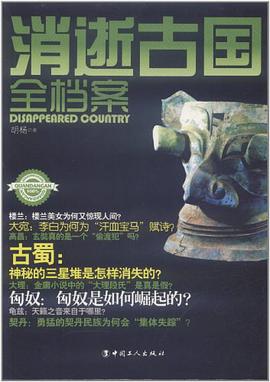 消逝古国
全档案
DISAPPEARED COUNTRY
胡杨 著
QUANDANGAN
100%
楼兰：楼兰美女为何又惊现人间？
大宛：李白为何为“汗血宝马”赋诗？
高昌：玄奘真的是一个“偷渡犯”吗？
古蜀：
神秘的三星堆是怎样消失的？
大理：金庸小说中的“大理段氏”是真是假？
匈奴：匈奴是如何崛起的？
龟兹：天籁之音来自于哪里？
契丹：勇猛的契丹民族为何会“集体失踪”？
中国工人出版社